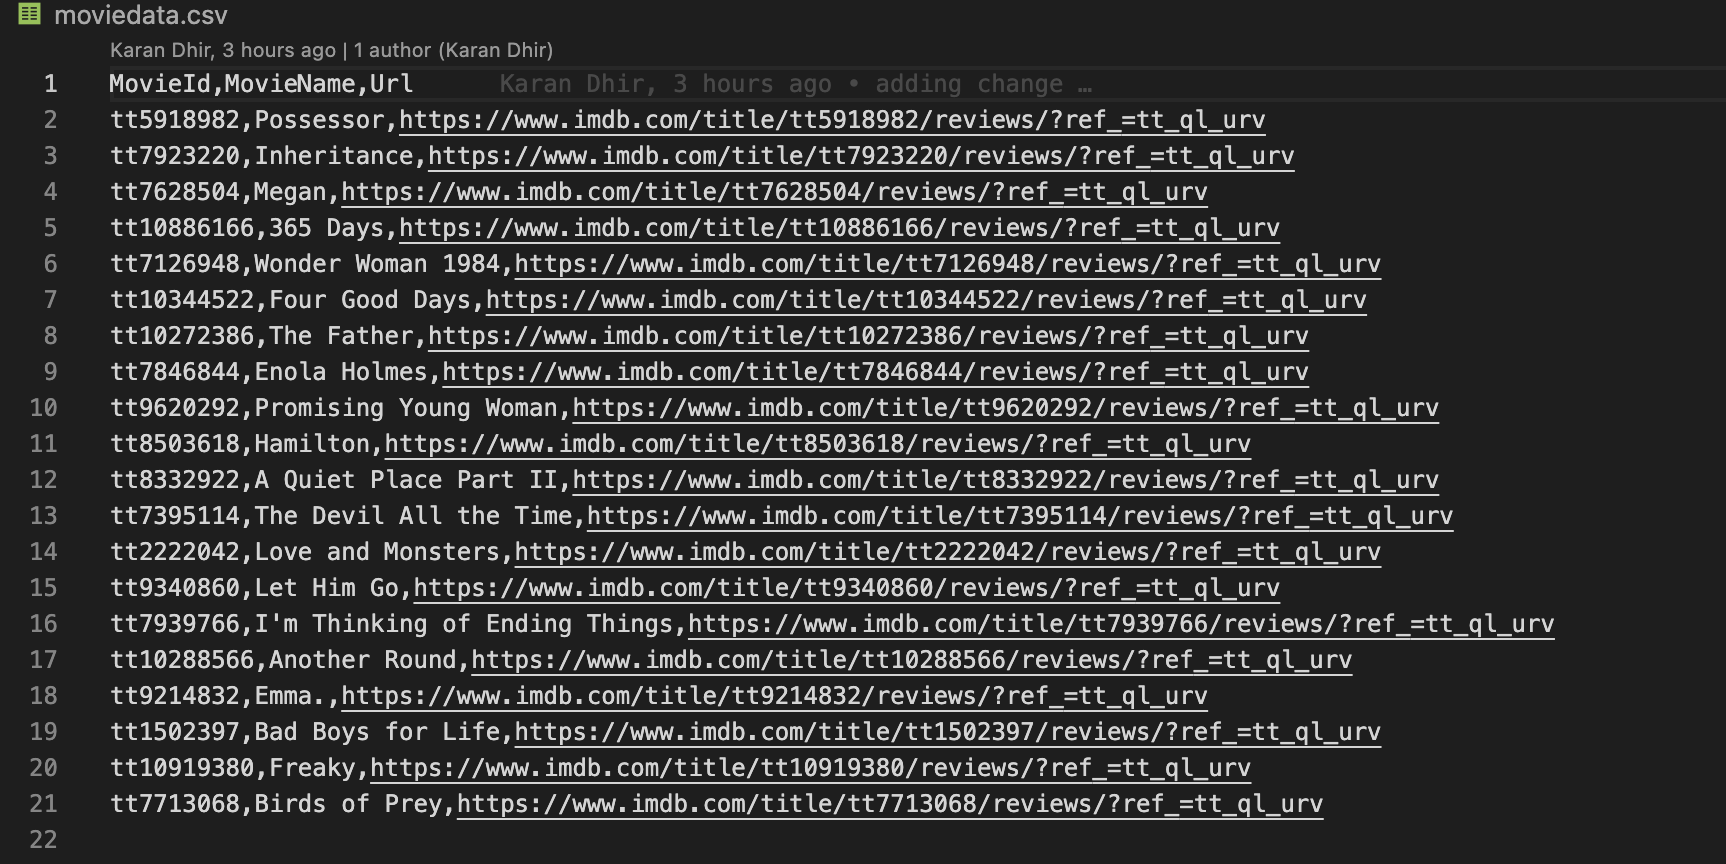 moviedata.csv
Karan Dhir, 3 hours ago | 1 author (Karan Dhir)
1 MovieId,MovieName,Url Karan Dhir, 3 hours ago • adding change …
2 tt5918982,Possessor,https://www.imdb.com/title/tt5918982/reviews/?ref_=tt_ql_urv
3 tt7923220,Inheritance,https://www.imdb.com/title/tt7923220/reviews/?ref_=tt_ql_urv
4 tt7628504,Megan,https://www.imdb.com/title/tt7628504/reviews/?ref_=tt_ql_urv
5 tt10886166,365 Days,https://www.imdb.com/title/tt10886166/reviews/?ref_=tt_ql_urv
6 tt7126948,Wonder Woman 1984,https://www.imdb.com/title/tt7126948/reviews/?ref_=tt_ql_urv
7 tt10344522,Four Good Days,https://www.imdb.com/title/tt10344522/reviews/?ref_=tt_ql_urv
8 tt10272386,The Father,https://www.imdb.com/title/tt10272386/reviews/?ref_=tt_ql_urv
9 tt7846844,Enola Holmes,https://www.imdb.com/title/tt7846844/reviews/?ref_=tt_ql_urv
10 tt9620292,Promising Young Woman,https://www.imdb.com/title/tt9620292/reviews/?ref_=tt_ql_urv
11 tt8503618,Hamilton,https://www.imdb.com/title/tt8503618/reviews/?ref_=tt_ql_urv
12 tt8332922,A Quiet Place Part II,https://www.imdb.com/title/tt8332922/reviews/?ref_=tt_ql_urv
13 tt7395114,The Devil All the Time,https://www.imdb.com/title/tt7395114/reviews/?ref_=tt_ql_urv
14 tt2222042,Love and Monsters,https://www.imdb.com/title/tt2222042/reviews/?ref_=tt_ql_urv
15 tt9340860,Let Him Go,https://www.imdb.com/title/tt9340860/reviews/?ref_=tt_ql_urv
16 tt7939766,I'm Thinking of Ending Things,https://www.imdb.com/title/tt7939766/reviews/?ref_=tt_ql_urv
17 tt10288566,Another Round,https://www.imdb.com/title/tt10288566/reviews/?ref_=tt_ql_urv
18 tt9214832,Emma.,https://www.imdb.com/title/tt9214832/reviews/?ref_=tt_ql_urv
19 tt1502397,Bad Boys for Life,https://www.imdb.com/title/tt1502397/reviews/?ref_=tt_ql_urv
20 tt10919380,Freaky,https://www.imdb.com/title/tt10919380/reviews/?ref_=tt_ql_urv
21 tt7713068,Birds of Prey,https://www.imdb.com/title/tt7713068/reviews/?ref_=tt_ql_urv
22